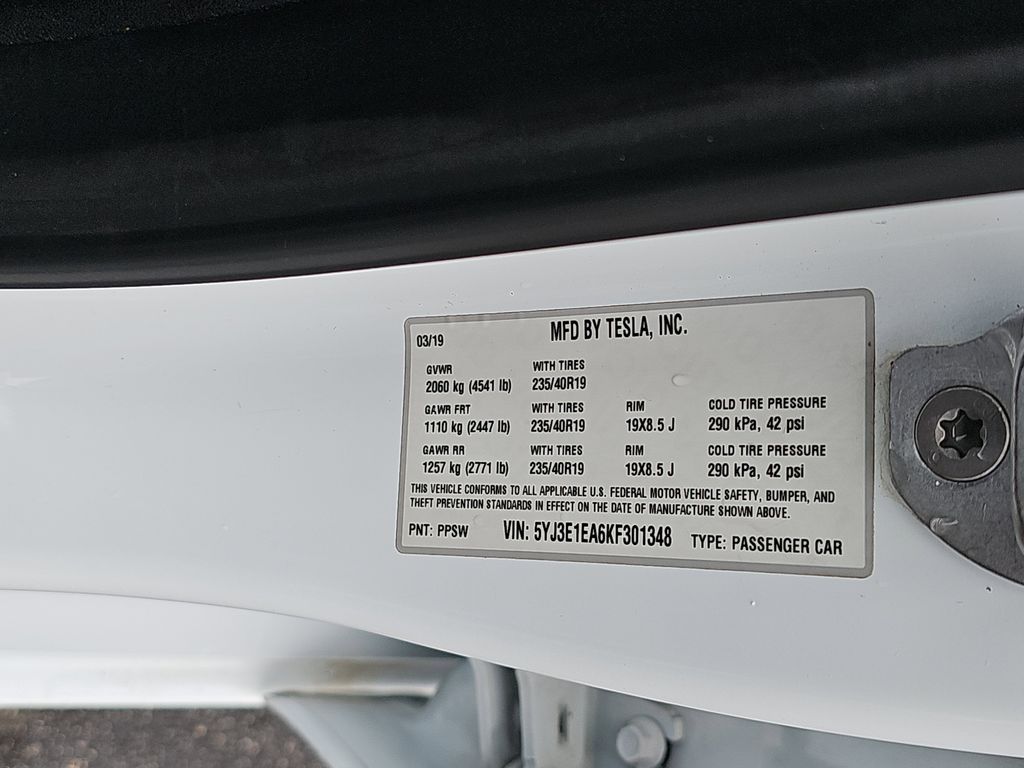 03/19 MFD BY TESLA, INC.
GVWR WITH TIRES
2060 kg (4541 lb) 235/40R19
GAWR FRT WITH TIRES RIM COLD TIRE PRESSURE
1110 kg (2447 lb) 235/40R19 19X8.5 J 290 kPa, 42 psi
GAWR RR WITH TIRES RIM COLD TIRE PRESSURE
1257 kg (2771 lb) 235/40R19 19X8.5 J 290 kPa, 42 psi
THIS VEHICLE CONFORMS TO ALL APPLICABLE U.S. FEDERAL MOTOR VEHICLE SAFETY, BUMPER, AND
THEFT PREVENTION STANDARDS IN EFFECT ON THE DATE OF MANUFACTURE SHOWN ABOVE.
PNT: PPSW VIN: 5YJ3E1EA6KF301348 TYPE: PASSENGER CAR